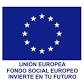 UNIÓN EUROPEA
FONDO SOCIAL EUROPEO
INVIERTE EN TU FUTURO